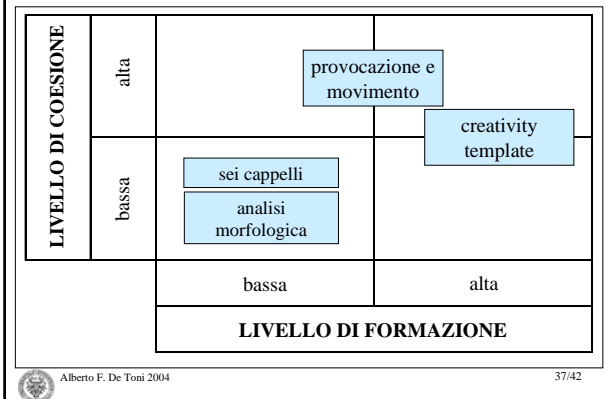 LIVELLO DI COESIONE
alta
provocazione e
movimento
creativity
template
bassa
sei cappelli
analisi
morfologica
bassa
alta
LIVELLO DI FORMAZIONE
Alberto F. De Toni 2004
37/42